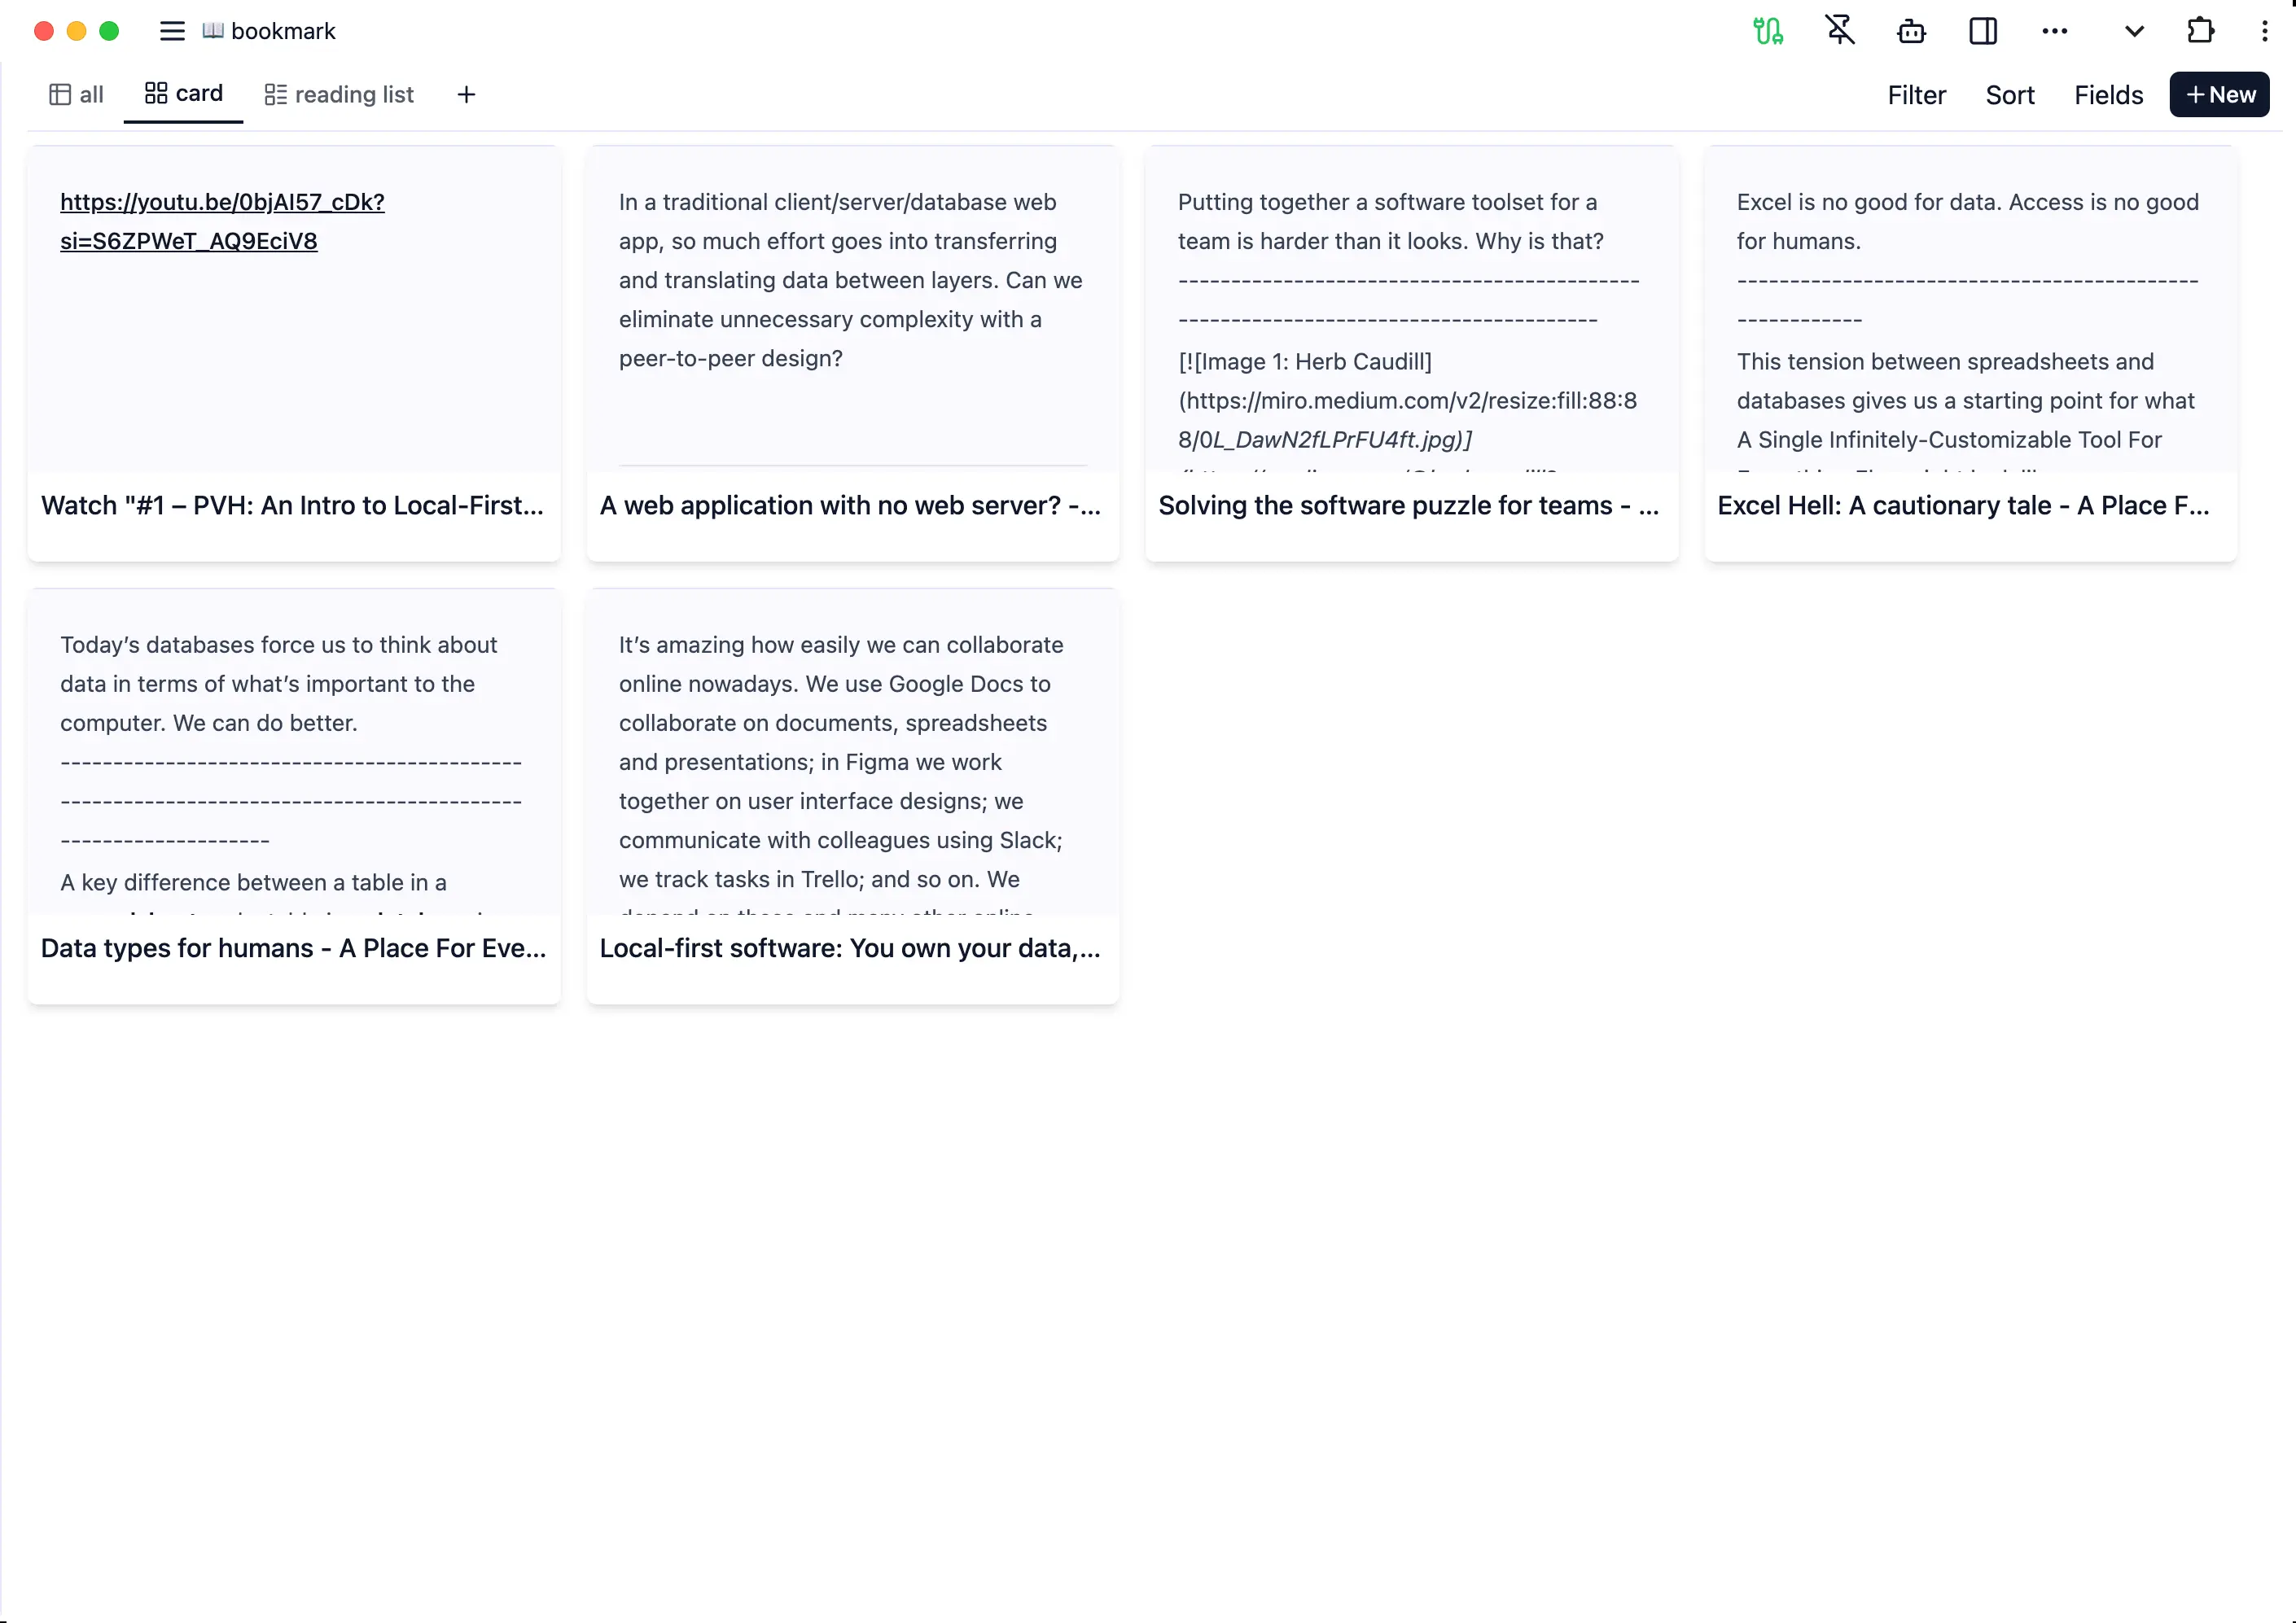 bookmark
all
card
reading list
Filter
Sort
Fields
New
https://youtu.be/0bjAI57_cDk?
si=S6ZPWeT_AQ9EciV8
Watch "#1 – PVH: An Intro to Local-First...
In a traditional client/server/database web
app, so much effort goes into transferring
and translating data between layers. Can we
eliminate unnecessary complexity with a
peer-to-peer design?
A web application with no web server? -...
Putting together a software toolset for a
team is harder than it looks. Why is that?
--------------------------------------------
----------------------------------------
[![Image 1: Herb Caudill]
(https://miro.medium.com/v2/resize:fill:88:8
8/0L_DawN2fLPrFU4ft.jpg)]
Solving the software puzzle for teams - ...
Excel is no good for data. Access is no good
for humans.
--------------------------------------------
------------
This tension between spreadsheets and
databases gives us a starting point for what
A Single Infinitely-Customizable Tool For
Excel Hell: A cautionary tale - A Place F...
Today’s databases force us to think about
data in terms of what’s important to the
computer. We can do better.
--------------------------------------------
--------------------------------------------
--------------------
A key difference between a table in a
Data types for humans - A Place For Eve...
It’s amazing how easily we can collaborate
online nowadays. We use Google Docs to
collaborate on documents, spreadsheets
and presentations; in Figma we work
together on user interface designs; we
communicate with colleagues using Slack;
we track tasks in Trello; and so on. We
depend on these and many other online
Local-first software: You own your data,...